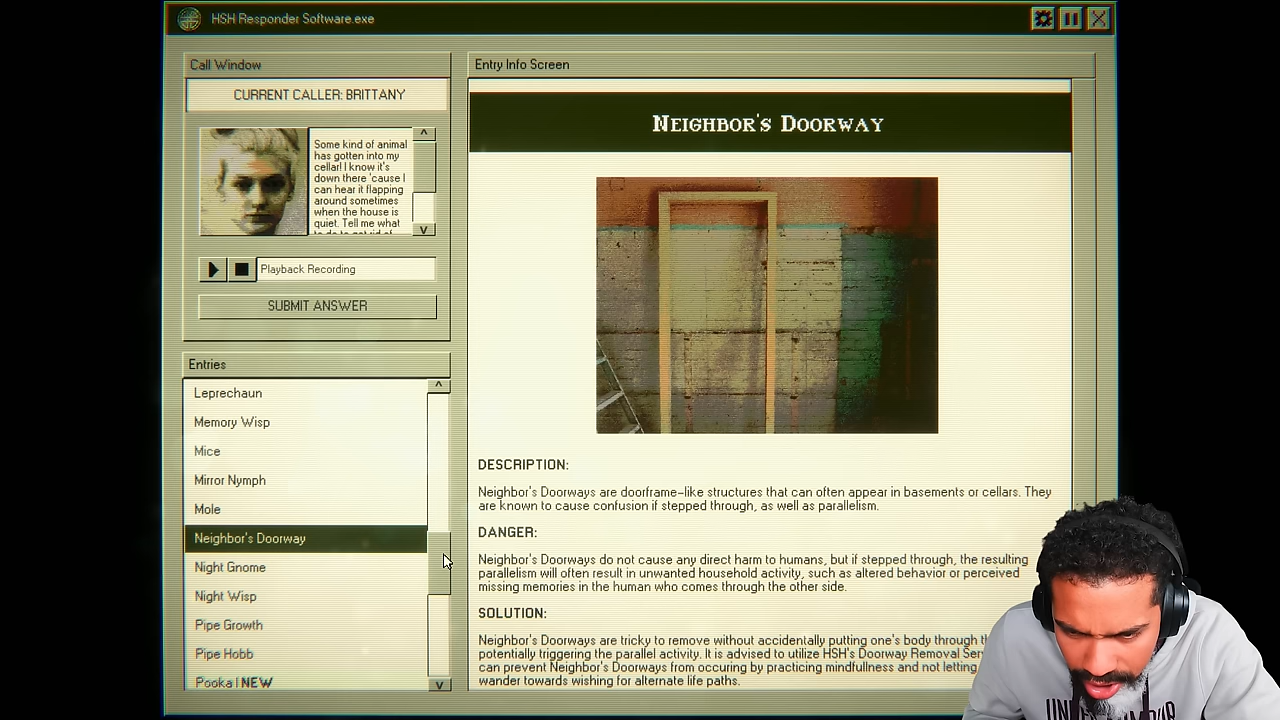 HSH Responder Software.exe
Call Window
CURRENT CALLER: BRITTANY
Some kind of animal
has gotten into my
cellar! I know it's
down there 'cause I
can hear it flapping
around sometimes
when the house is
quiet. Tell me what
to do to get rid of
Playback Recording
SUBMIT ANSWER
Entries
Leprechaun
Memory Wisp
Mice
Mirror Nymph
Mole
Neighbor's Doorway
Night Gnome
Night Wisp
Pipe Growth
Pipe Hobb
Pooka | NEW
Entry Info Screen
Neighbor's Doorway
DESCRIPTION:
Neighbor's Doorways are doorframe-like structures that can often appear in basements or cellars. They
are known to cause confusion if stepped through, as well as parallelism.
DANGER:
Neighbor's Doorways do not cause any direct harm to humans, but if stepped through, the resulting
parallelism will often result in unwanted household activity, such as altered behavior or perceived
missing memories in the human who comes through the other side.
SOLUTION:
Neighbor's Doorways are tricky to remove without accidentally putting one's body through
potentially triggering the parallel activity. It is advised to utilize HSH's Doorway Removal
can prevent Neighbor's Doorways from occuring by practicing mindfullness and not letting
wander towards wishing for alternate life paths.